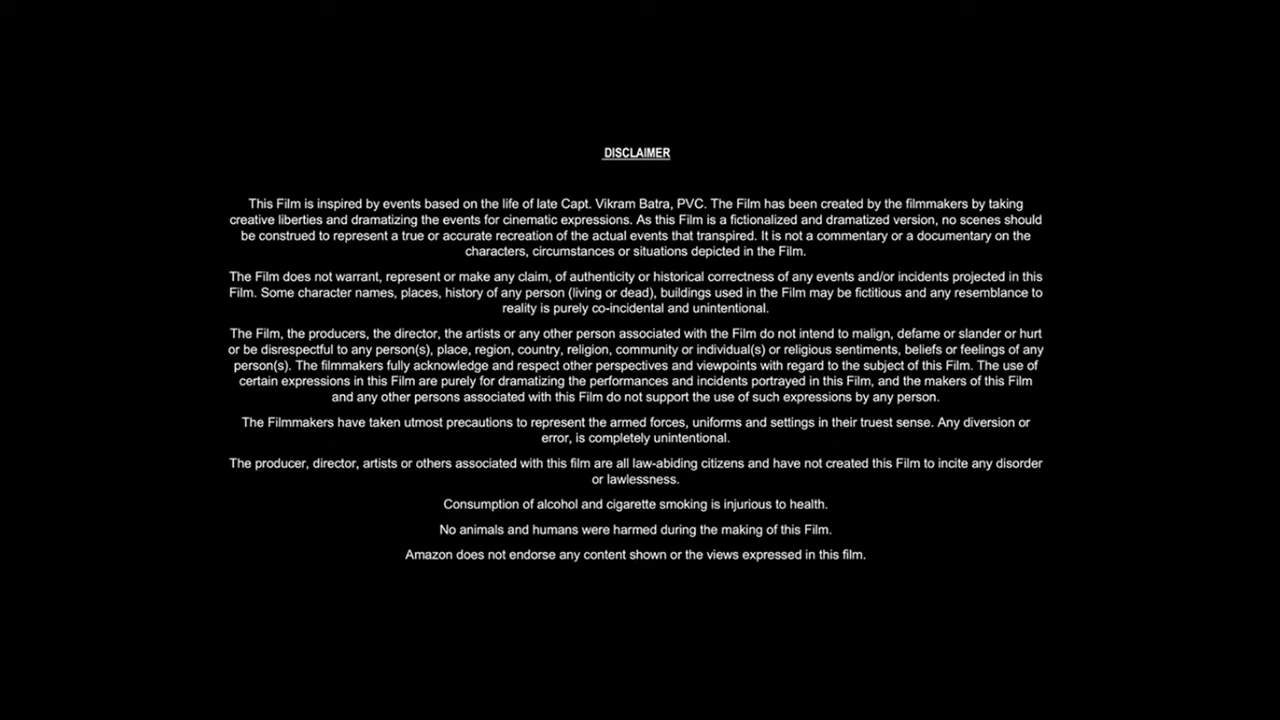 DISCLAIMER
This Film is inspired by events based on the life of late Capt. Vikram Batra, PVC. The Film has been created by the filmmakers by taking
creative liberties and dramatizing the events for cinematic expressions. As this Film is a fictionalized and dramatized version, no scenes should
be construed to represent a true or accurate recreation of the actual events that transpired. It is not a commentary or a documentary on the
characters, circumstances or situations depicted in the Film.
The Film does not warrant, represent or make any claim, of authenticity or historical correctness of any events and/or incidents projected in this
Film. Some character names, places, history of any person (living or dead), buildings used in the Film may be fictitious and any resemblance to
reality is purely co-incidental and unintentional.
The Film, the producers, the director, the artists or any other person associated with the Film do not intend to malign, defame or slander or hurt
or be disrespectful to any person(s), place, region, country, religion, community or individual(s) or religious sentiments, beliefs or feelings of any
person(s). The filmmakers fully acknowledge and respect other perspectives and viewpoints with regard to the subject of this Film. The use of
certain expressions in this Film are purely for dramatizing the performances and incidents portrayed in this Film, and the makers of this Film
and any other persons associated with this Film do not support the use of such expressions by any person.
The Filmmakers have taken utmost precautions to represent the armed forces, uniforms and settings in their truest sense. Any diversion or
error, is completely unintentional.
The producer, director, artists or others associated with this film are all law-abiding citizens and have not created this Film to incite any disorder
or lawlessness.
Consumption of alcohol and cigarette smoking is injurious to health.
No animals and humans were harmed during the making of this Film.
Amazon does not endorse any content shown or the views expressed in this film.